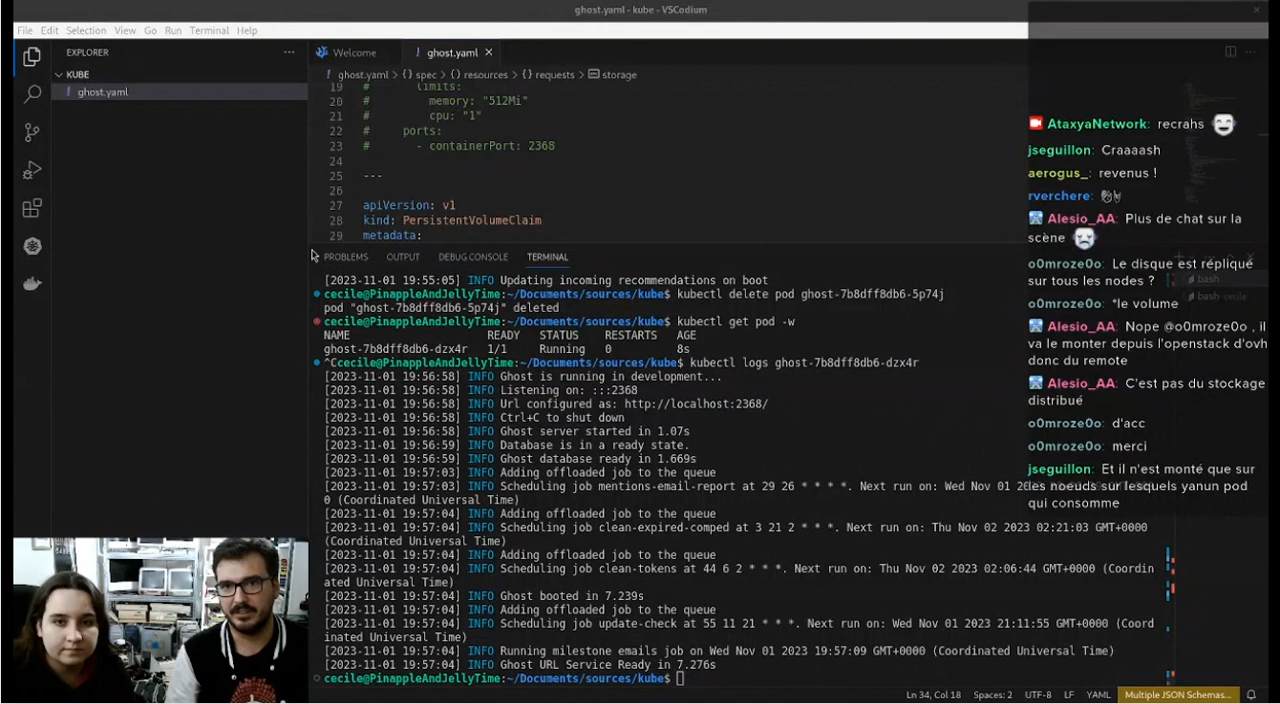 ghost.yaml - kube - VSCodium
File Edit Selection View Go Run Terminal Help
EXPLORER
Welcome
ghost.yaml
KUBE
ghost.yaml
ghost.yaml > {} spec > {} resources > {} requests > storage
19 # limits:
20 # memory: "512Mi"
21 # cpu: "1"
22 # ports:
23 # - containerPort: 2368
24
25 ---
26
27 apiVersion: v1
28 kind: PersistentVolumeClaim
29 metadata:
PROBLEMS OUTPUT DEBUG CONSOLE TERMINAL
[2023-11-01 19:55:05] INFO Updating incoming recommendations on boot
cecile@PinappleAndJellyTime:~/Documents/sources/kube$ kubectl delete pod ghost-7b8dff8db6-5p74j
pod "ghost-7b8dff8db6-5p74j" deleted
cecile@PinappleAndJellyTime:~/Documents/sources/kube$ kubectl get pod -w
NAME READY STATUS RESTARTS AGE
ghost-7b8dff8db6-dzx4r 1/1 Running 0 8s
^Ccecile@PinappleAndJellyTime:~/Documents/sources/kube$ kubectl logs ghost-7b8dff8db6-dzx4r
[2023-11-01 19:56:58] INFO Ghost is running in development...
[2023-11-01 19:56:58] INFO Listening on: :::2368
[2023-11-01 19:56:58] INFO Url configured as: http://localhost:2368/
[2023-11-01 19:56:58] INFO Ctrl+C to shut down
[2023-11-01 19:56:58] INFO Ghost server started in 1.07s
[2023-11-01 19:56:59] INFO Database is in a ready state.
[2023-11-01 19:56:59] INFO Ghost database ready in 1.669s
[2023-11-01 19:57:03] INFO Adding offloaded job to the queue
[2023-11-01 19:57:03] INFO Scheduling job mentions-email-report at 29 26 * * * *. Next run on: Wed Nov 01 2
0 (Coordinated Universal Time)
[2023-11-01 19:57:04] INFO Adding offloaded job to the queue
[2023-11-01 19:57:04] INFO Scheduling job clean-expired-comped at 3 21 2 * * *. Next run on: Thu Nov 02 2023 02:21:03 GMT+0000
(Coordinated Universal Time)
[2023-11-01 19:57:04] INFO Adding offloaded job to the queue
[2023-11-01 19:57:04] INFO Scheduling job clean-tokens at 44 6 2 * * *. Next run on: Thu Nov 02 2023 02:06:44 GMT+0000 (Coordin
ated Universal Time)
[2023-11-01 19:57:04] INFO Ghost booted in 7.239s
[2023-11-01 19:57:04] INFO Adding offloaded job to the queue
[2023-11-01 19:57:04] INFO Scheduling job update-check at 55 11 21 * * *. Next run on: Wed Nov 01 2023 21:11:55 GMT+0000 (Coord
inated Universal Time)
[2023-11-01 19:57:04] INFO Running milestone emails job on Wed Nov 01 2023 19:57:09 GMT+0000 (Coordinated Universal Time)
[2023-11-01 19:57:04] INFO Ghost URL Service Ready in 7.276s
cecile@PinappleAndJellyTime:~/Documents/sources/kube$
bash
bash cecile
AtaxyaNetwork: recrahs
jseguillon: Craaaash
aerogus_: revenus !
rverchere:
Alesio_AA: Plus de chat sur la
scène
o0mroze0o: Le disque est répliqué
sur tous les nodes ?
o0mroze0o: *le volume
Alesio_AA: Nope @o0mroze0o , il
va le monter depuis l'openstack d'ovh
donc du remote
Alesio_AA: C'est pas du stockage
distribué
o0mroze0o: d'acc
o0mroze0o: merci
jseguillon: Et il n'est monté que sur
les noeuds sur lesquels yanun pod
qui consomme
Ln 34, Col 18 Spaces: 2 UTF-8 LF YAML Multiple JSON Schemas...